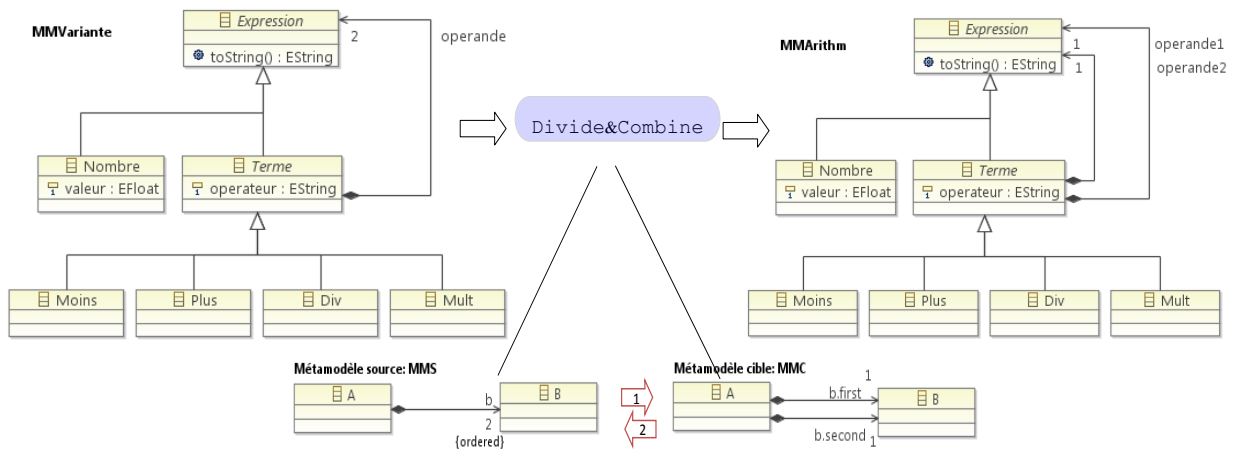 MMVariante
Expression
toString() : EString
2
operande
Nombre
valeur : EFloat
Terme
operateur : EString
Moins
Plus
Div
Mult
Divide&Combine
MMArithm
Expression
toString() : EString
1
1
operande1
operande2
Nombre
valeur : EFloat
Terme
operateur : EString
Moins
Plus
Div
Mult
Métamodèle source: MMS
A
b
2
{ordered}
B
1
2
Métamodèle cible: MMC
A
1
b.first
b.second
1
B